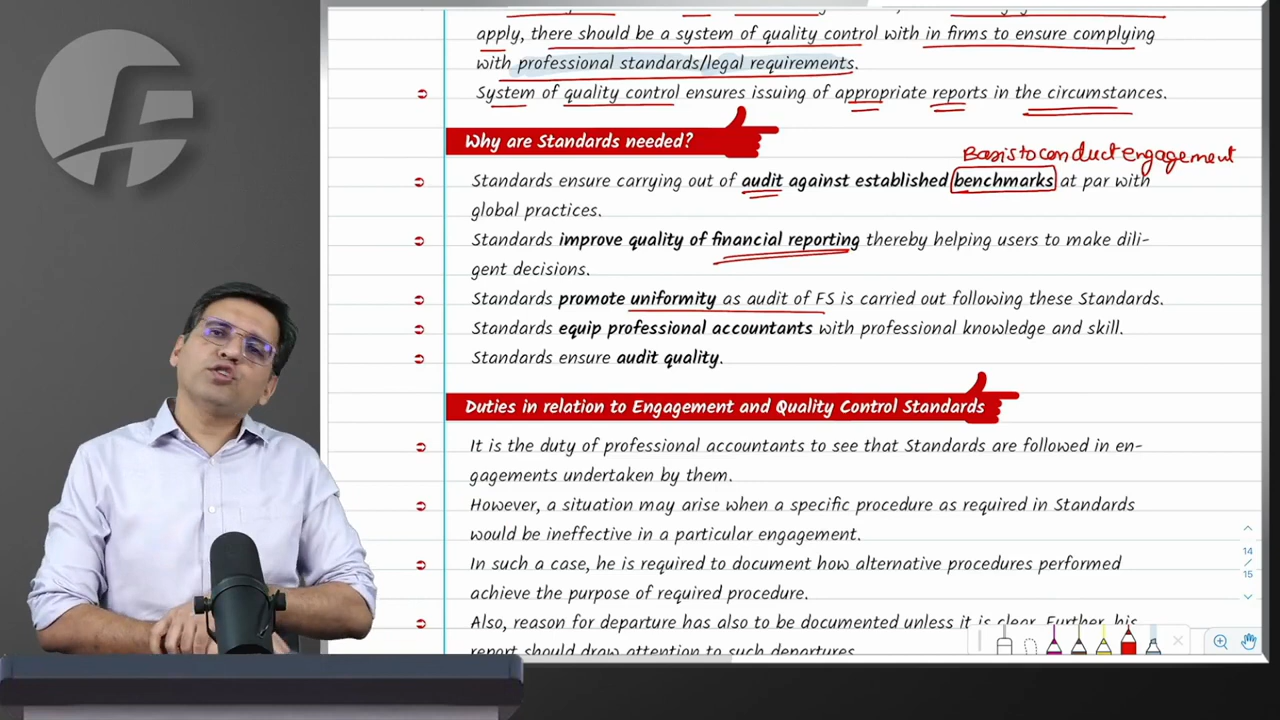 apply, there should be a system of quality control with in firms to ensure complying
with professional standards/legal requirements.
➲ System of quality control ensures issuing of appropriate reports in the circumstances.
Why are Standards needed?
Basis to conduct engagement
➲ Standards ensure carrying out of audit against established benchmarks at par with
global practices.
➲ Standards improve quality of financial reporting thereby helping users to make dili-
gent decisions.
➲ Standards promote uniformity as audit of FS is carried out following these Standards.
➲ Standards equip professional accountants with professional knowledge and skill.
➲ Standards ensure audit quality.
Duties in relation to Engagement and Quality Control Standards
➲ It is the duty of professional accountants to see that Standards are followed in en-
gagements undertaken by them.
➲ However, a situation may arise when a specific procedure as required in Standards
would be ineffective in a particular engagement.
➲ In such a case, he is required to document how alternative procedures performed
achieve the purpose of required procedure.
➲ Also, reason for departure has also to be documented unless it is clear. Further, his
report should draw attention to such departures.
14
/
15